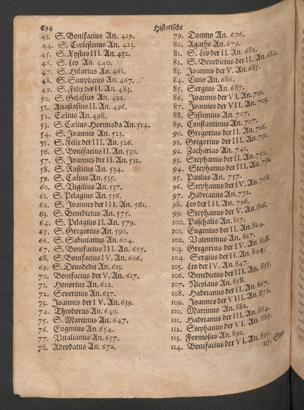 694
Historische
43. S. Bonifacius An. 419.
44. S. Cœlestinus An. 423.
45. S. Xystus III. An. 432.
46. S. Leo An. 440.
47. S. Hilarius An. 461.
48. S. Simplicius An. 467.
49. S. Felix der II An. 483.
50. S. Gelasius An. 492.
51. Anastasius II. An. 496.
52. Celius An. 498.
53. S. Cælius Hormisda An. 514.
54. S. Joannes An. 523.
55. S. Felix der III An. 526.
56. S. Bonifacius II. An. 530.
57. S. Joannes der II. An. 532.
58. S. An. 534.
59. S. An. 535.
60. S. Vigilius An. 537.
61. S. Pelagius An. 556.
62. S. Joannes der III An. 561.
63. S. Benedictus An. 575.
64. S. Pelagius II. An. 579.
65. S. Gregorius An. 590.
66. S. Sabinianus An. 604.
67. S. Bonifacius III An. 605.
68. S. Bonifacius IV An. 606.
69. S. Deusdedit An. 615.
70. Bonifacius der V An. 617.
71. Honorius An. 622.
72. Severinus An. 637.
73. Joannes der IV An. 639.
74. Theodorus An. 640.
75. S. Martinus An. 647.
76. Eugenius An. 654.
77. Vitalianus An. 657.
78. Adeodatus An. 672.
79. Donno An. 676.
80. Agatho An. 679.
81. S. Leo der II. An. 682.
82. S. Benedictus der II. An. 684.
83. Joannes der V. An. 685.
84. Cuno An. 686.
85. Sergius An. 687.
86. Joannes der VI. An. 701.
87. Joannes der VII An. 705.
88. Sisinnius An. 707.
89. Constantinus An. 707.
90. Gregorius der II An. 716.
91. Gregorius der III An. 731.
92. Zacharias An. 741.
93. Stephanus der II. An. 752.
94. Stephanus der III An. 752.
95. Paulus An. 757.
96. Stephanus der IV An. 768.
97. Hadrianus An. 772.
98. Leo der III An. 796.
99. Stephanus der V An. 816.
100. Paschalis An. 817.
101. Eugenius der II An. 824.
102. Valentinus An. 827.
103. Gregorius der IV An. 828.
104. Sergius der II An. 844.
105. Leo der IV. An. 847.
106. Benedictus der III An. 855.
107. Nicolaus An. 858.
108. Hadrianus der II An. 867.
109. Joannes der VIII An. 872.
110. Martinus An. 882.
111. Hadrianus der III An. 884.
112. Stephanus der VI An. 885.
113. Formosus An. 891.
114. Bonifacius der VI An. 896.